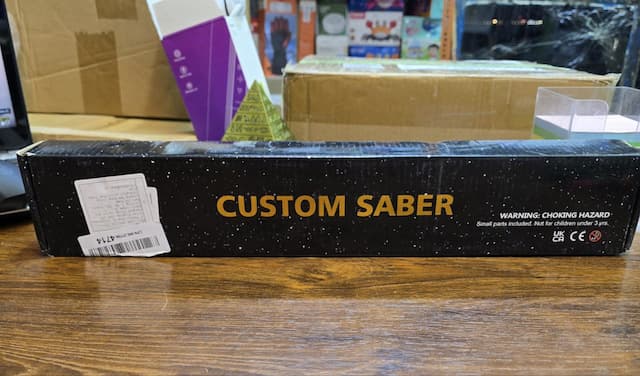 CUSTOM SABER
WARNING: CHOKING HAZARD
Small parts included. Not for children under 3 yrs.
UK
CA CE
4714